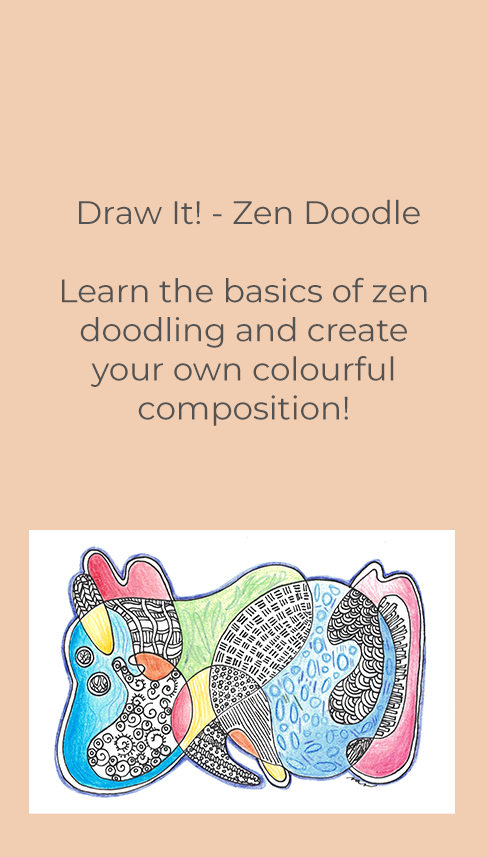 Draw It! - Zen Doodle
Learn the basics of zen
doodling and create
your own colourful
composition!